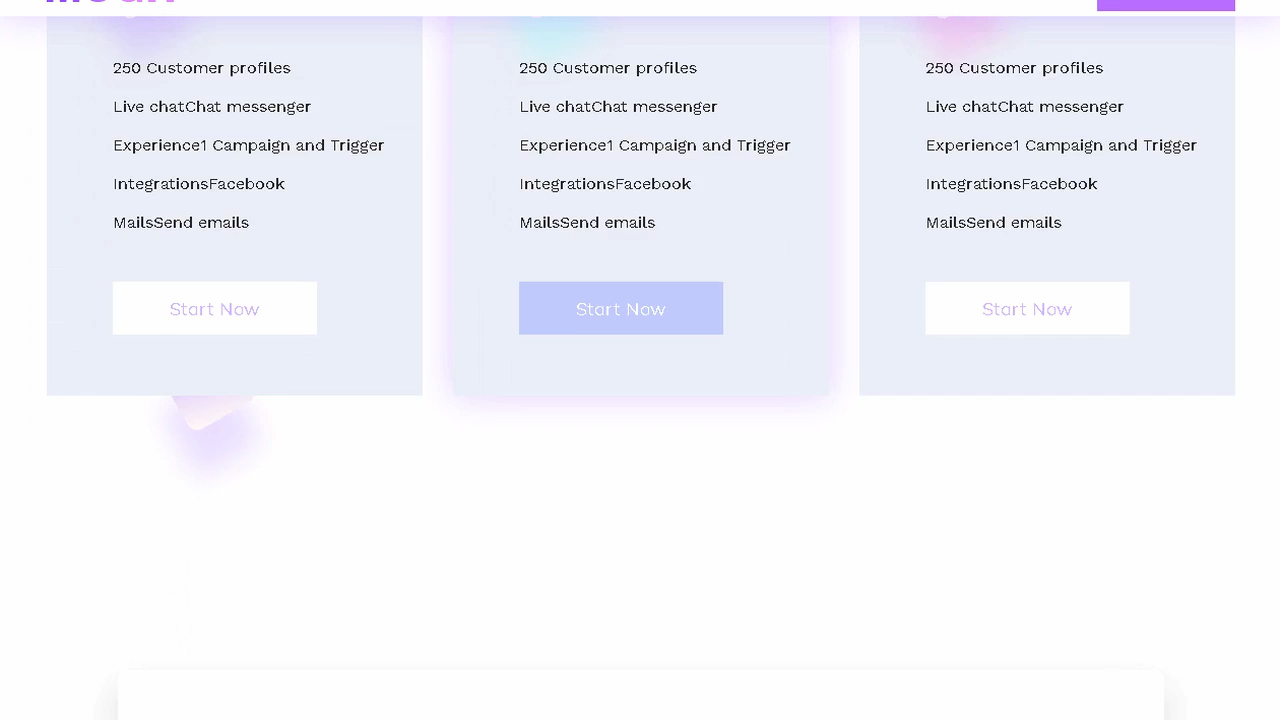 250 Customer profiles
Live chatChat messenger
Experience1 Campaign and Trigger
IntegrationsFacebook
MailsSend emails
Start Now
250 Customer profiles
Live chatChat messenger
Experience1 Campaign and Trigger
IntegrationsFacebook
MailsSend emails
Start Now
250 Customer profiles
Live chatChat messenger
Experience1 Campaign and Trigger
IntegrationsFacebook
MailsSend emails
Start Now